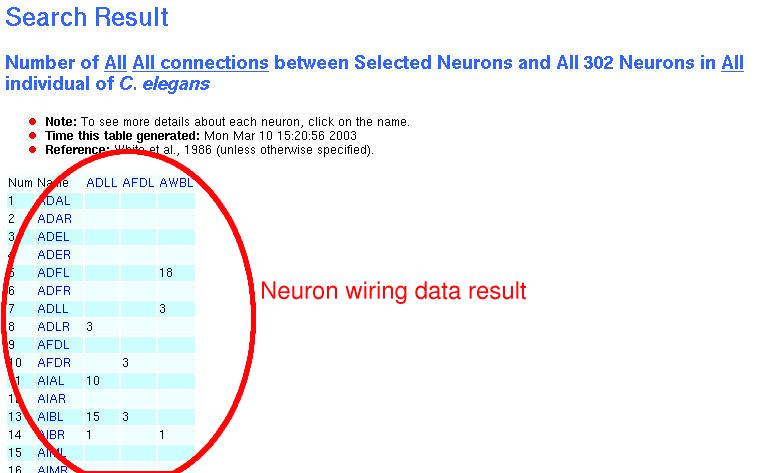 Search Result
Number of All All connections between Selected Neurons and All 302 Neurons in All
individual of C. elegans
Note: To see more details about each neuron, click on the name.
Time this table generated: Mon Mar 10 15:20:56 2003
Reference: White et al., 1986 (unless otherwise specified).
Num Name ADLL AFDL AWBL
1 ADAL
2 ADAR
3 ADEL
4 ADER
5 ADFL 18
Neuron wiring data result
6 ADFR
7 ADLL 3
8 ADLR 3
9 AFDL
10 AFDR 3
11 AIAL 10
12 AIAR
13 AIBL 15 3
14 AIBR 1 1
15 AIML
16 AIMR